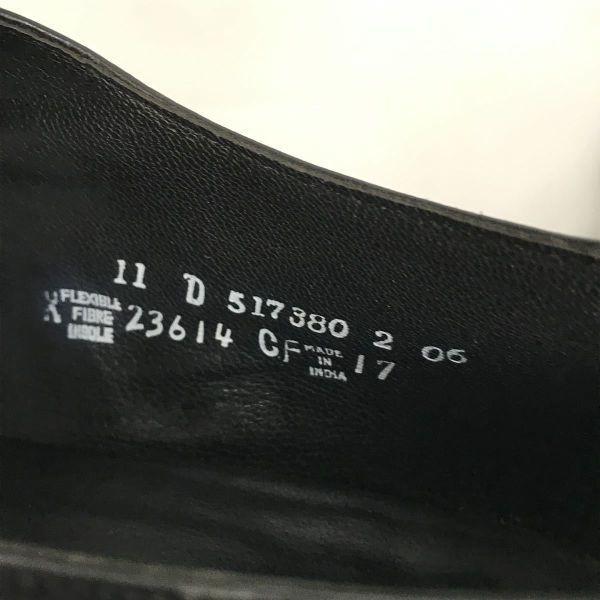 11 D 517380 2 06
K FLEXIBLE FIBRE INSOLE 23614 CF MADE IN INDIA 17